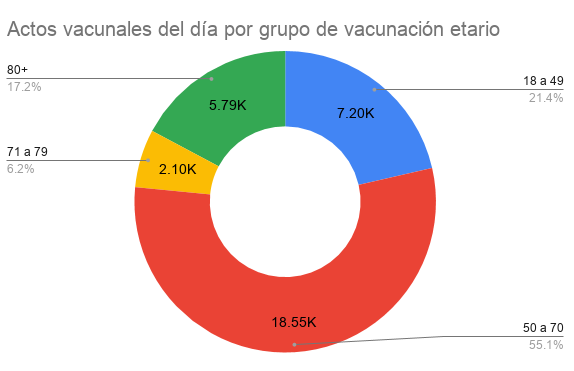 Actos vacunales del día por grupo de vacunación etario
80+
17.2%
18 a 49
21.4%
5.79K
7.20K
71 a 79
6.2%
2.10K
18.55K
50 a 70
55.1%